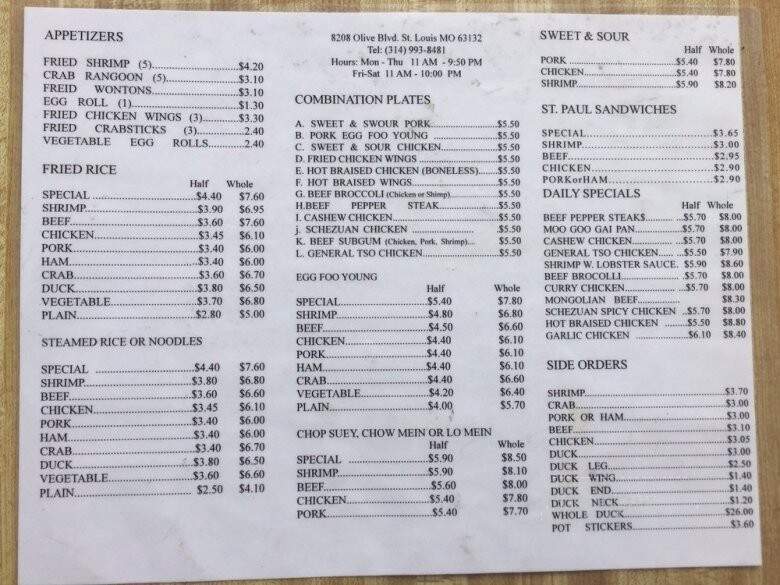 APPETIZERS
FRIED SHRIMP (5)..........$4.20
CRAB RANGOON (5)..........$3.10
FREID WONTONS..........$3.10
EGG ROLL (1)..........$1.30
FRIED CHICKEN WINGS (3)..........$3.30
FRIED CRABSTICKS (3)..........2.40
VEGETABLE EGG ROLLS..........2.40
FRIED RICE
Half Whole
SPECIAL..........$4.40 $7.60
SHRIMP..........$3.90 $6.95
BEEF..........$3.60 $7.60
CHICKEN..........$3.45 $6.10
PORK..........$3.40 $6.00
HAM..........$3.40 $6.00
CRAB..........$3.60 $6.70
DUCK..........$3.80 $6.50
VEGETABLE..........$3.70 $6.80
PLAIN..........$2.80 $5.00
STEAMED RICE OR NOODLES
SPECIAL..........$4.40 $7.60
SHRIMP..........$3.80 $6.80
BEEF..........$3.60 $6.60
CHICKEN..........$3.45 $6.10
PORK..........$3.40 $6.00
HAM..........$3.40 $6.00
CRAB..........$3.40 $6.70
DUCK..........$3.80 $6.50
VEGETABLE..........$3.60 $6.60
PLAIN..........$2.50 $4.10
8208 Olive Blvd. St. Louis MO 63132
Tel: (314) 993-8481
Hours: Mon - Thu 11 AM - 9:50 PM
Fri-Sat 11 AM - 10:00 PM
COMBINATION PLATES
A. SWEET & SWOUR PORK..........$5.50
B. PORK EGG FOO YOUNG..........$5.50
C. SWEET & SOUR CHICKEN..........$5.50
D. FRIED CHICKEN WINGS..........$5.50
E. HOT BRAISED CHICKEN (BONELESS)..........$5.50
F. HOT BRAISED WINGS..........$5.50
G. BEEF BROCCOLI (Chicken or Shimp)..........$5.50
H.BEEF PEPPER STEAK..........$5.50
I. CASHEW CHICKEN..........$5.50
j. SCHEZUAN CHICKEN..........$5.50
K. BEEF SUBGUM (Chicken, Pork, Shrimp)....$5.50
L. GENERAL TSO CHICKEN..........$5.50
EGG FOO YOUNG
Half Whole
SPECIAL..........$5.40 $7.80
SHRIMP..........$4.80 $6.80
BEEF..........$4.50 $6.60
CHICKEN..........$4.40 $6.10
PORK..........$4.40 $6.10
HAM..........$4.40 $6.10
CRAB..........$4.40 $6.60
VEGETABLE..........$4.20 $6.40
PLAIN..........$4.00 $5.70
CHOP SUEY, CHOW MEIN OR LO MEIN
Half Whole
SPECIAL..........$5.90 $8.50
SHRIMP..........$5.90 $8.10
BEEF..........$5.60 $8.00
CHICKEN..........$5.40 $7.80
PORK..........$5.40 $7.70
SWEET & SOUR
Half Whole
PORK..........$5.40 $7.80
CHICKEN..........$5.40 $7.80
SHRIMP..........$5.90 $8.20
ST. PAUL SANDWICHES
SPECIAL..........$3.65
SHRIMP..........$3.00
BEEF..........$2.95
CHICKEN..........$2.90
PORKorHAM..........$2.90
DAILY SPECIALS
Half Whole
BEEF PEPPER STEAK$..........$5.70 $8.00
MOO GOO GAI PAN..........$5.70 $8.00
CASHEW CHICKEN..........$5.70 $8.00
GENERAL TSO CHICKEN..... ...$5.50 $7.90
SHRIMP W. LOBSTER SAUCE. $5.90 $8.60
BEEF BROCOLLI.......... ..$5.70 $8.00
CURRY CHICKEN.......... ...$5.70 $8.00
MONGOLIAN BEEF.......... $8.30
SCHEZUAN SPICY CHICKEN ..$5.70 $8.00
HOT BRAISED CHICKEN ......$5.50 $8.80
GARLIC CHICKEN ..........$6.10 $8.40
SIDE ORDERS
SHRIMP..........$3.70
CRAB..........$3.00
PORK OR HAM..........$3.00
BEEF..........$3.10
CHICKEN..........$3.05
DUCK..........$3.00
DUCK LEG..........$2.50
DUCK WING..........$1.40
DUCK END..........$1.40
DUCK NECK..........$1.20
WHOLE DUCK..........$26.00
POT STICKERS..........$3.60